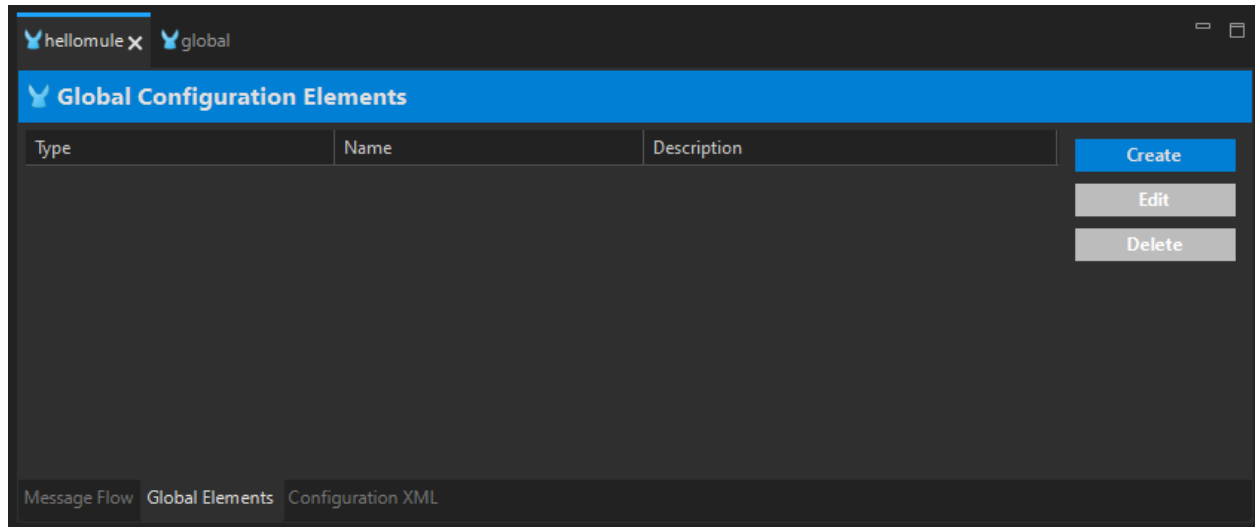 hellomule global
Global Configuration Elements
Type Name Description
Create
Edit
Delete
Message Flow Global Elements Configuration XML